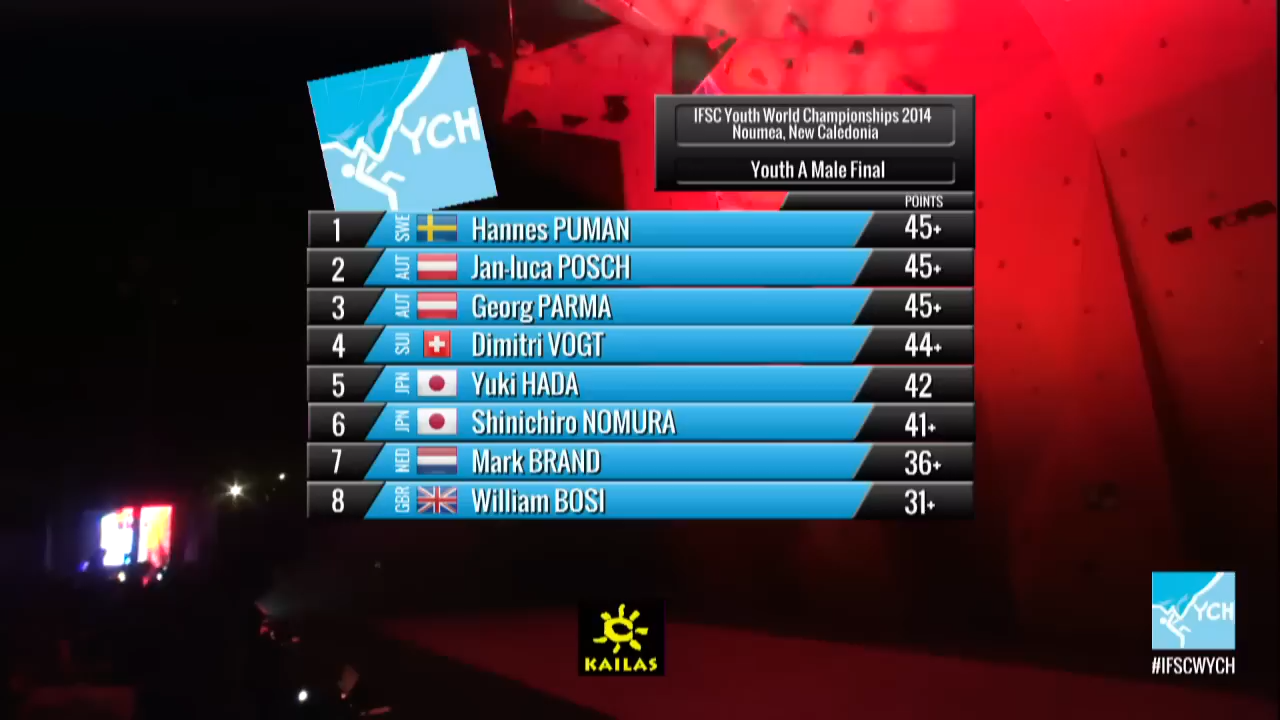 YCH
IFSC Youth World Championships 2014
Noumea, New Caledonia
Youth A Male Final
POINTS
1 SWE Hannes PUMAN 45+
2 AUT Jan-luca POSCH 45+
3 AUT Georg PARMA 45+
4 SUI Dimitri VOGT 44+
5 JPN Yuki HADA 42
6 JPN Shinichiro NOMURA 41+
7 NED Mark BRAND 36+
8 GBR William BOSI 31+
KAILAS
YCH
#IFSCWYCH